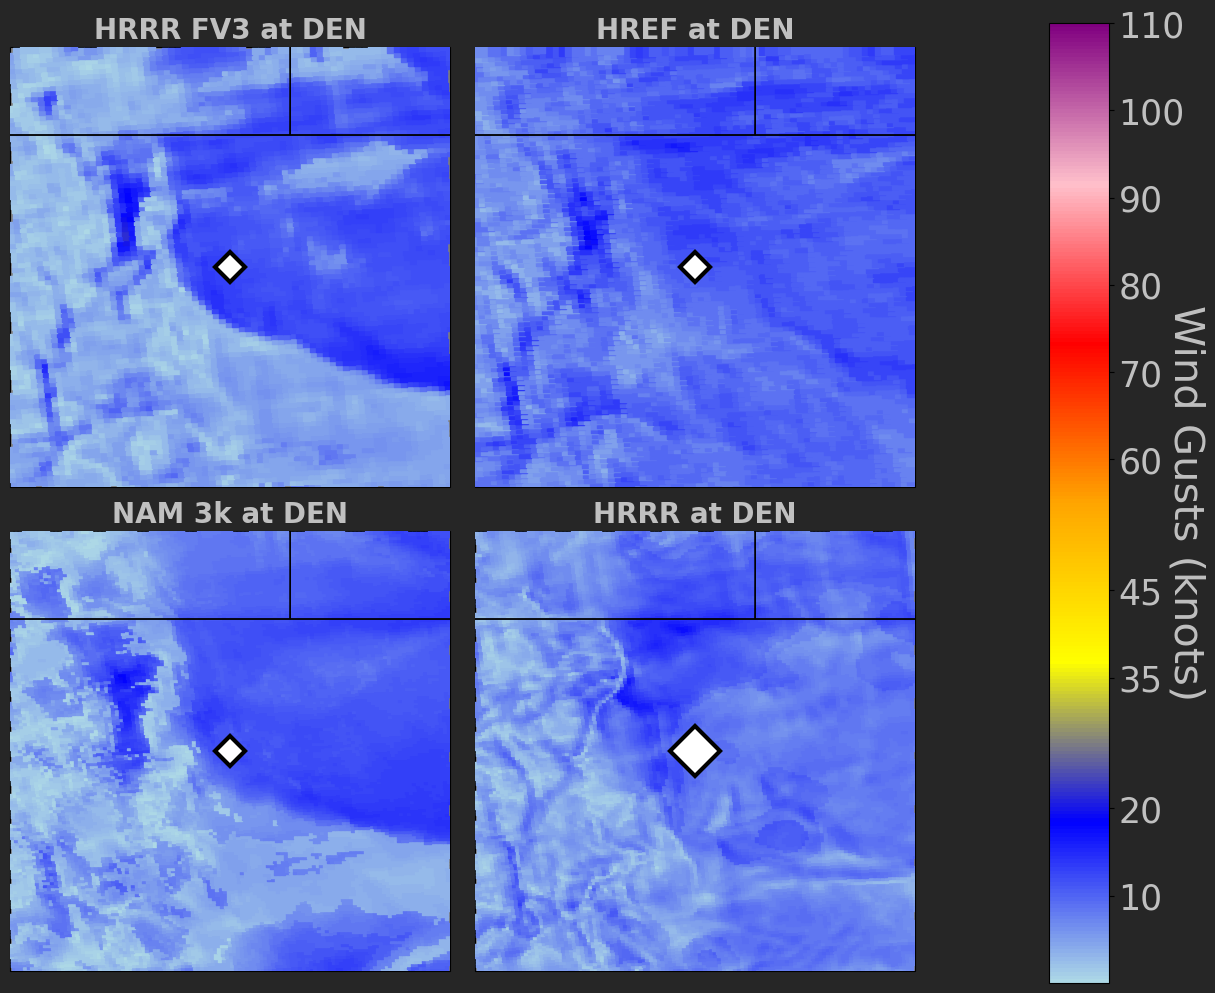 HRRR FV3 at DEN
HREF at DEN
NAM 3k at DEN
HRRR at DEN
110
100
90
80
70
60
45
35
20
10
Wind Gusts (knots)